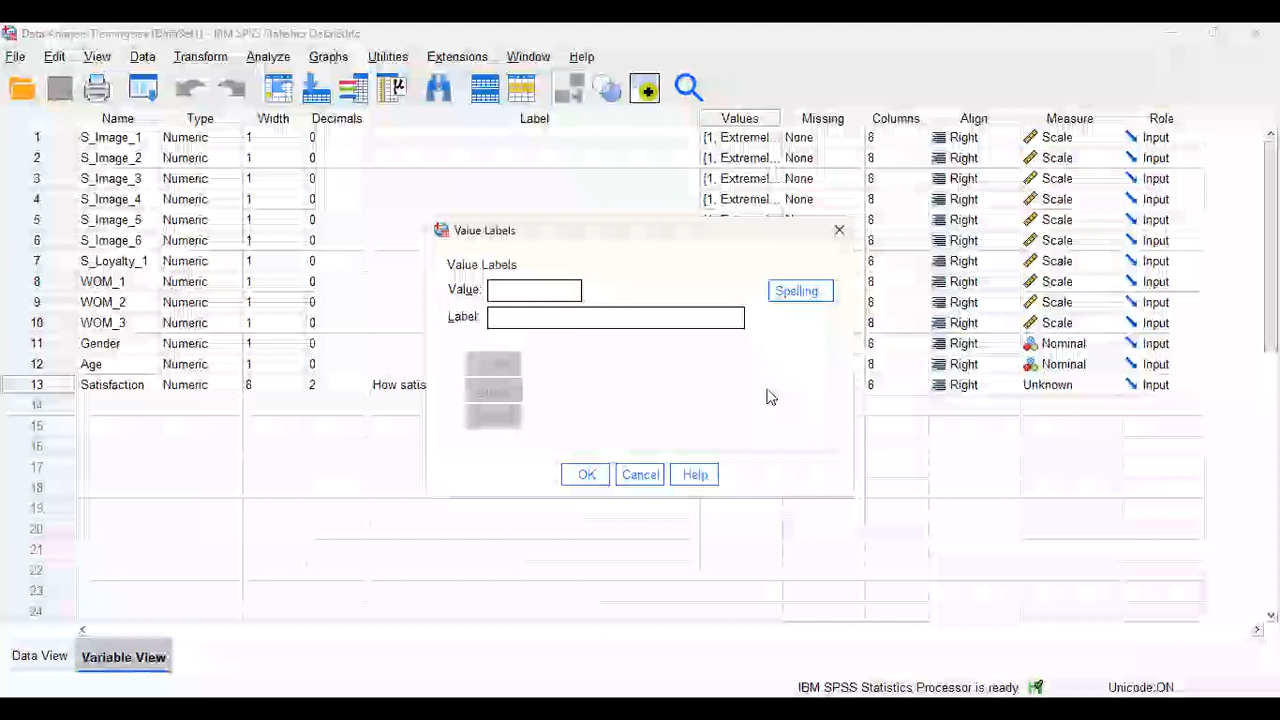 File Edit View Data Transform Analyze Graphs Utilities Extensions Window Help
Name Type Width Decimals Label Values Missing Columns Align Measure Role
1 S_Image_1 Numeric 1 0 {1, Extremel... None 8 Right Scale Input
2 S_Image_2 Numeric 1 0 {1, Extremel... None 8 Right Scale Input
3 S_Image_3 Numeric 1 0 {1, Extremel... None 8 Right Scale Input
4 S_Image_4 Numeric 1 0 {1, Extremel... None 8 Right Scale Input
5 S_Image_5 Numeric 1 0 8 Right Scale Input
6 S_Image_6 Numeric 1 0 8 Right Scale Input
7 S_Loyalty_1 Numeric 1 0 8 Right Scale Input
8 WOM_1 Numeric 1 0 8 Right Scale Input
9 WOM_2 Numeric 1 0 8 Right Scale Input
10 WOM_3 Numeric 1 0 8 Right Scale Input
11 Gender Numeric 1 0 8 Right Nominal Input
12 Age Numeric 1 0 8 Right Nominal Input
13 Satisfaction Numeric 8 2 How satis 8 Right Unknown Input
14
15
16
17
18
19
20
21
22
23
24
Value Labels
Value Labels
Value: Spelling...
Label:
OK Cancel Help
Data View Variable View
IBM SPSS Statistics Processor is ready Unicode:ON